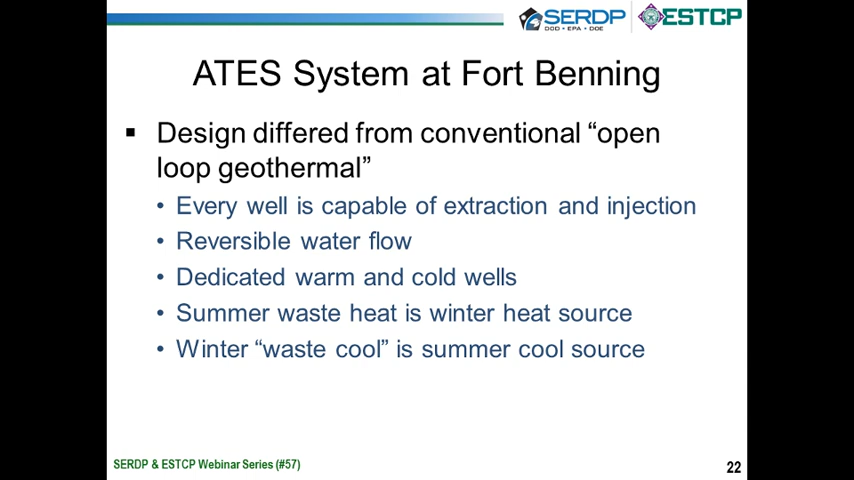 SERDP
DOD • EPA • DOE
ESTCP
ATES System at Fort Benning
▪ Design differed from conventional “open
loop geothermal”
• Every well is capable of extraction and injection
• Reversible water flow
• Dedicated warm and cold wells
• Summer waste heat is winter heat source
• Winter “waste cool” is summer cool source
SERDP & ESTCP Webinar Series (#57)
22